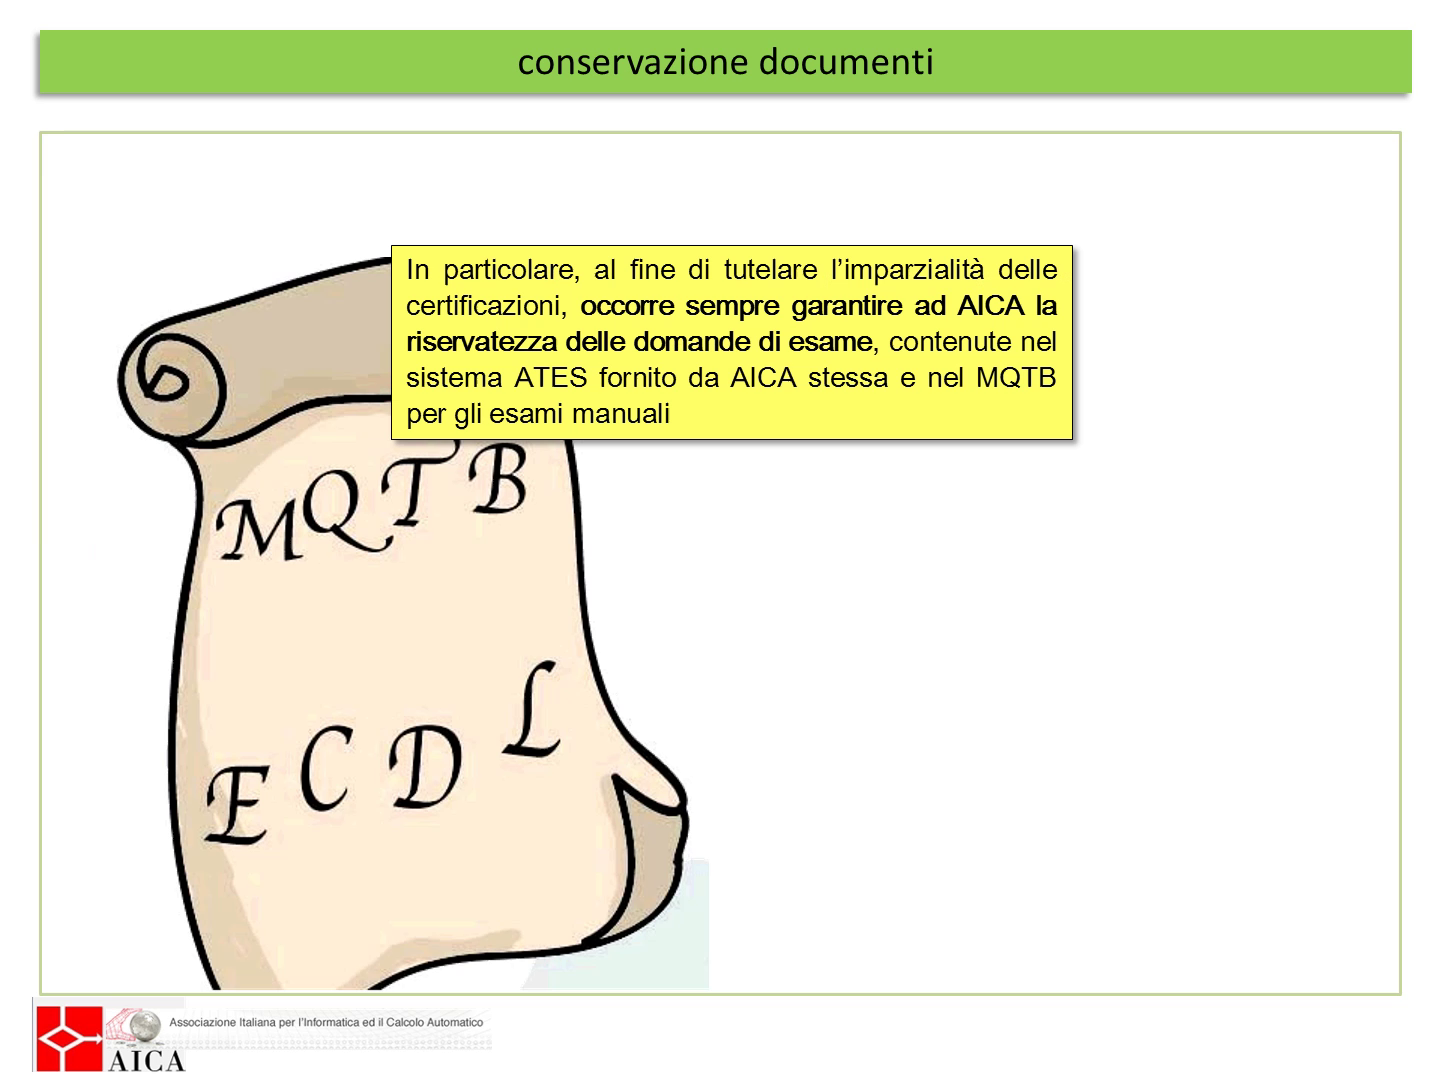 conservazione documenti
In particolare, al fine di tutelare l’imparzialità delle
certificazioni, occorre sempre garantire ad AICA la
riservatezza delle domande di esame, contenute nel
sistema ATES fornito da AICA stessa e nel MQTB
per gli esami manuali
MQTB
ECDL
Associazione Italiana per l'Informatica ed il Calcolo Automatico
AICA